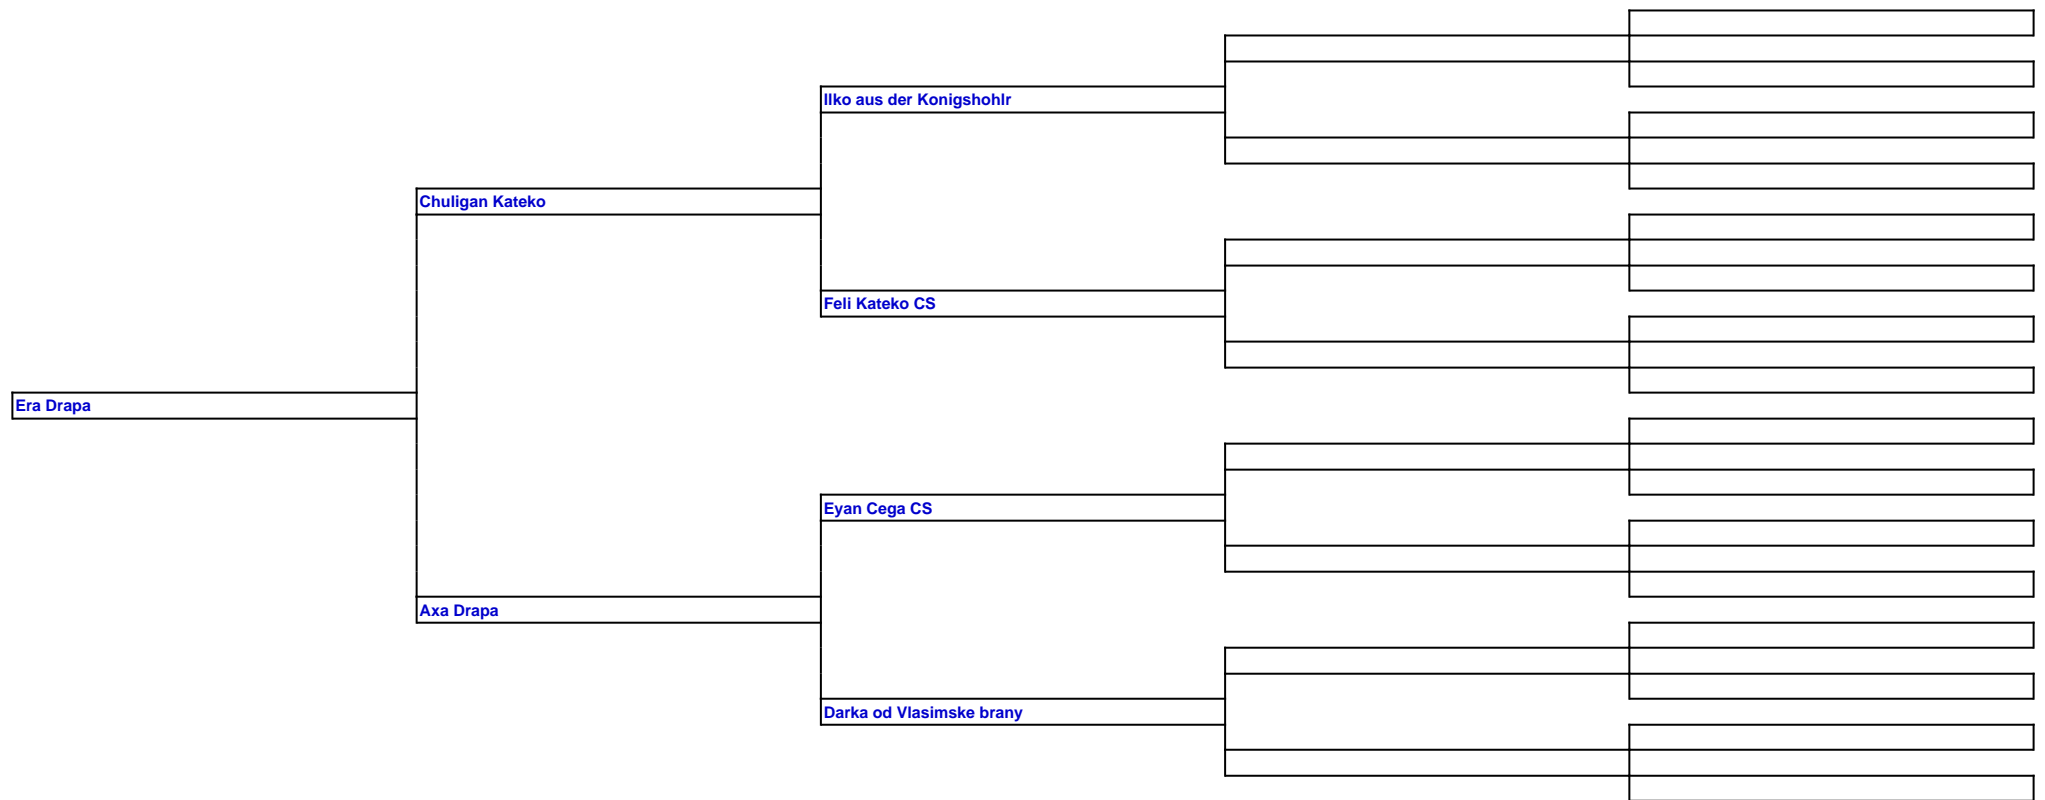 Ilko aus der Konigshohlr
Chuligan Kateko
Feli Kateko CS
Era Drapa
Eyan Cega CS
Axa Drapa
Darka od Vlasimske brany